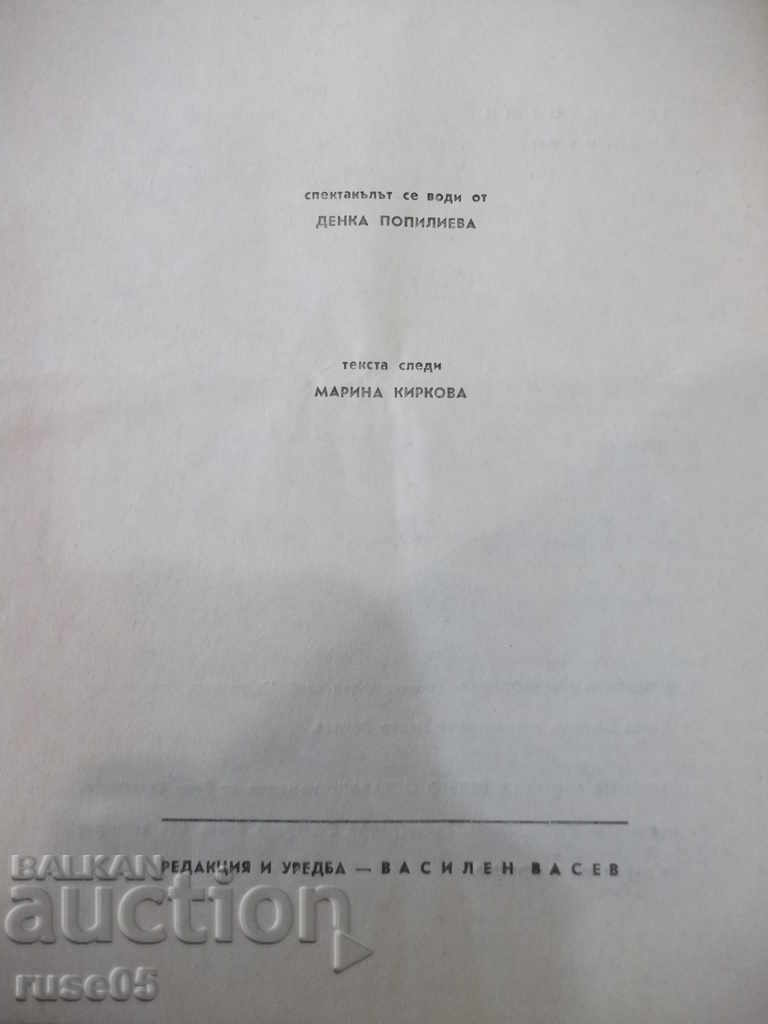 спектакълът се води от
ДЕНКА ПОПИЛИЕВА
текста следи
МАРИНА КИРКОВА
РЕДАКЦИЯ И УРЕДБА — ВАСИЛЕН ВАСЕВ
BALKAN
auction
ruse05